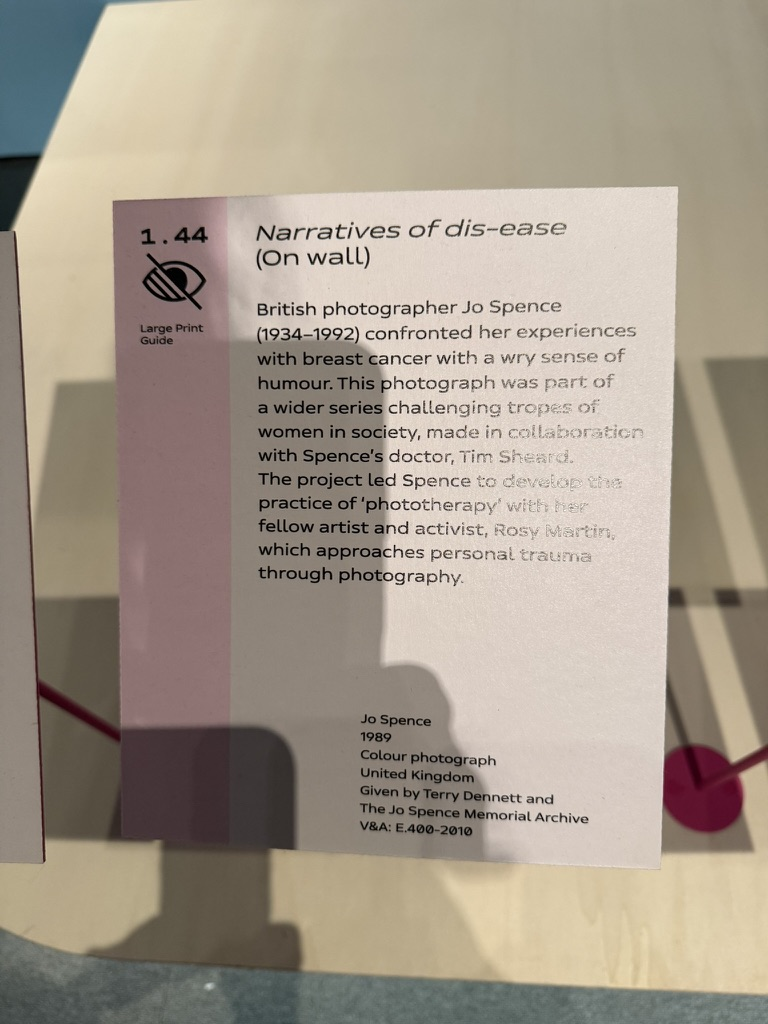 1.44
Large Print
Guide
Narratives of dis-ease
(On wall)
British photographer Jo Spence
(1934–1992) confronted her experiences
with breast cancer with a wry sense of
humour. This photograph was part of
a wider series challenging tropes of
women in society, made in collaboration
with Spence's doctor, Tim Sheard.
The project led Spence to develop the
practice of 'phototherapy' with her
fellow artist and activist, Rosy Martin,
which approaches personal trauma
through photography.
Jo Spence
1989
Colour photograph
United Kingdom
Given by Terry Dennett and
The Jo Spence Memorial Archive
V&A: E.400-2010